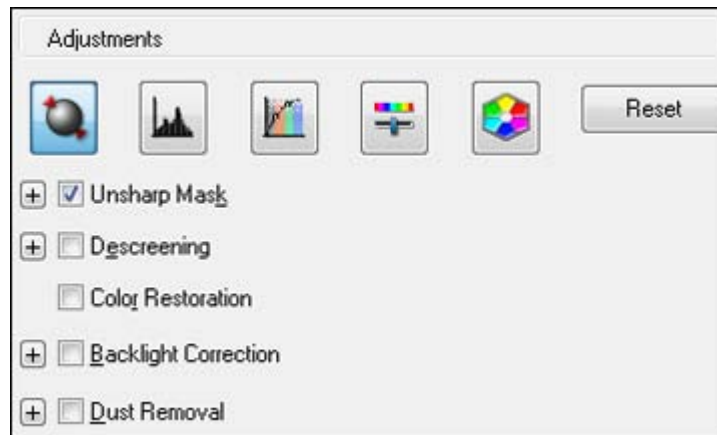 Adjustments
Reset
Unsharp Mask
Descreening
Color Restoration
Backlight Correction
Dust Removal